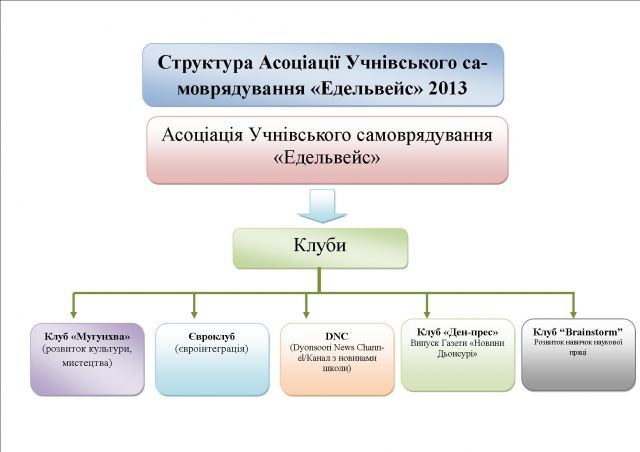 Структура Асоціації Учнівського са-
моврядування «Едельвейс» 2013
Асоціація Учнівського самоврядування
«Едельвейс»
Клуби
Клуб «Мугунхва»
(розвиток культури,
мистецтва)
Євроклуб
(євроінтеграція)
DNC
(Dyonsoori News Chann-
el/Канал з новинами
школи)
Клуб «Ден-прес»
Випуск Газети «Новини
Дьонсурі»
Клуб “Brainstorm”
Розвиток навичок наукової
праці